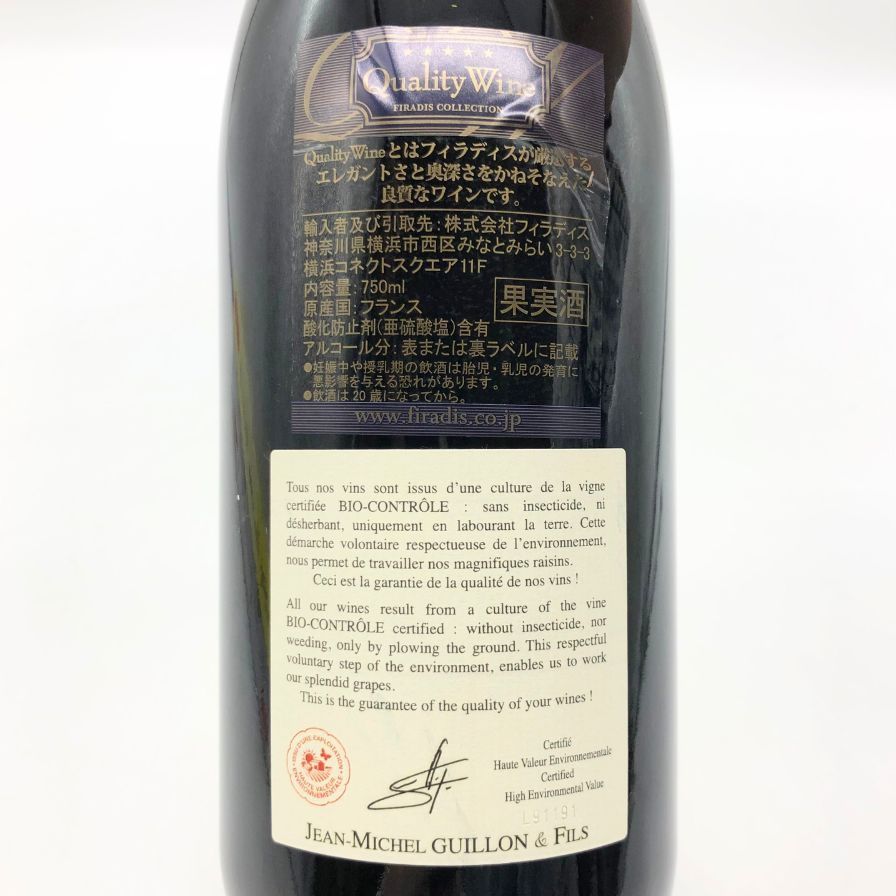 Quality Wine
FIRADIS COLLECTION
Quality Wineとはフィラディスが厳選する
エレガントさと奥深さをかねそなえた
良質なワインです。
輸入者及び引取先:株式会社フィラディス
神奈川県横浜市西区みなとみらい3-3-3
横浜コネクトスクエア11F
内容量:750ml
原産国:フランス
果実酒
酸化防止剤(亜硫酸塩)含有
アルコール分:表または裏ラベルに記載
●妊娠中や授乳期の飲酒は胎児・乳児の発育に
悪影響を与える恐れがあります。
●飲酒は20歳になってから。
www.firadis.co.jp
Tous nos vins sont issus d'une culture de la vigne
certifiée BIO-CONTRÔLE : sans insecticide, ni
désherbant, uniquement en labourant la terre. Cette
démarche volontaire respectueuse de l'environnement,
nous permet de travailler nos magnifiques raisins.
Ceci est la garantie de la qualité de nos vins !
All our wines result from a culture of the vine
BIO-CONTRÔLE certified : without insecticide, nor
weeding, only by plowing the ground. This respectful
voluntary step of the environment, enables us to work
our splendid grapes.
This is the guarantee of the quality of your wines !
ISSU D'UNE EXPLOITATION
HAUTE VALEUR
ENVIRONNEMENTALE
Certifié
Haute Valeur Environnementale
Certified
High Environmental Value
L91191
JEAN-MICHEL GUILLON & FILS